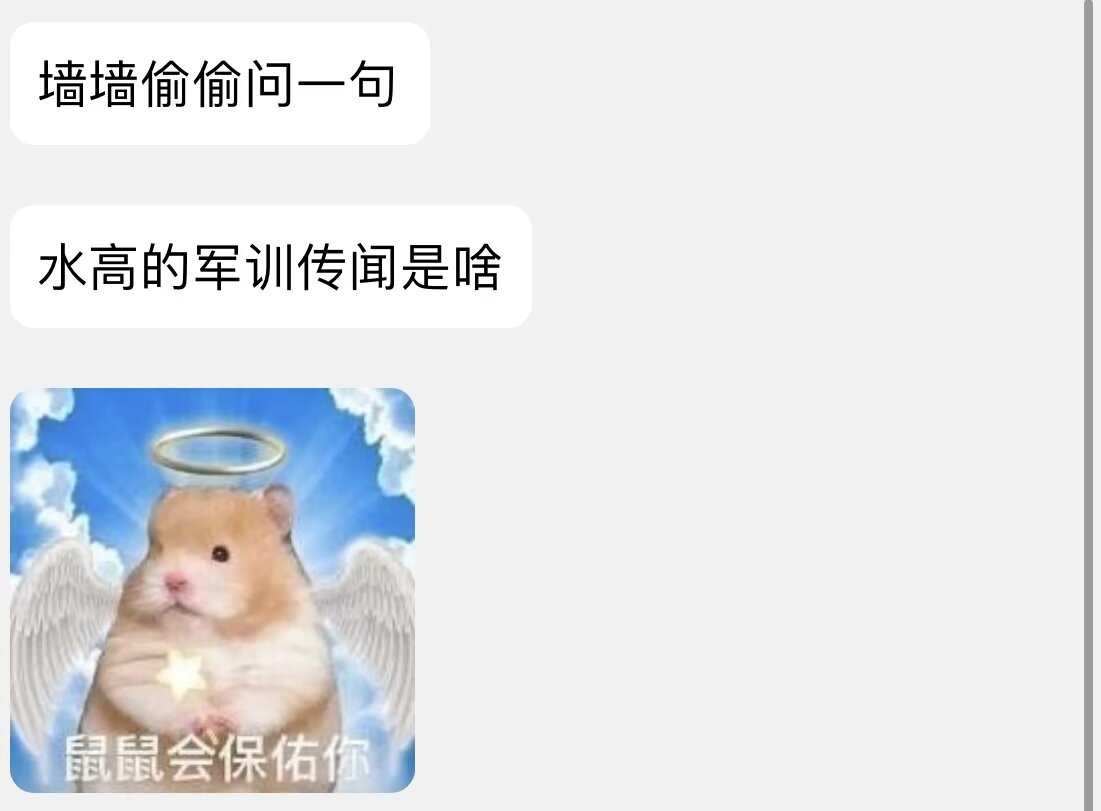 墙墙偷偷问一句
水高的军训传闻是啥
鼠鼠会保佑你